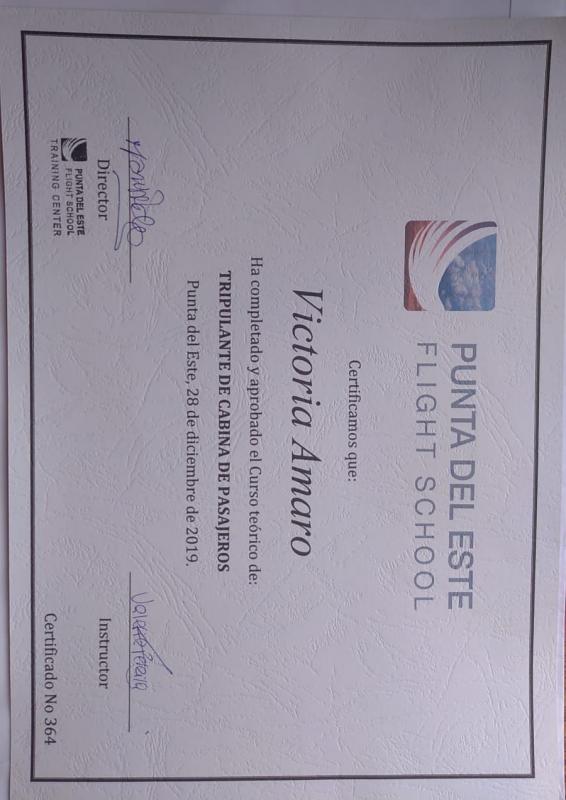 PUNTA DEL ESTE
FLIGHT SCHOOL
Certificamos que:
Victoria Amaro
Ha completado y aprobado el Curso teórico de:
TRIPULANTE DE CABINA DE PASAJEROS
Punta del Este, 28 de diciembre de 2019.
Director
Instructor
PUNTA DEL ESTE
FLIGHT SCHOOL
TRAINING CENTER
Certificado No 364